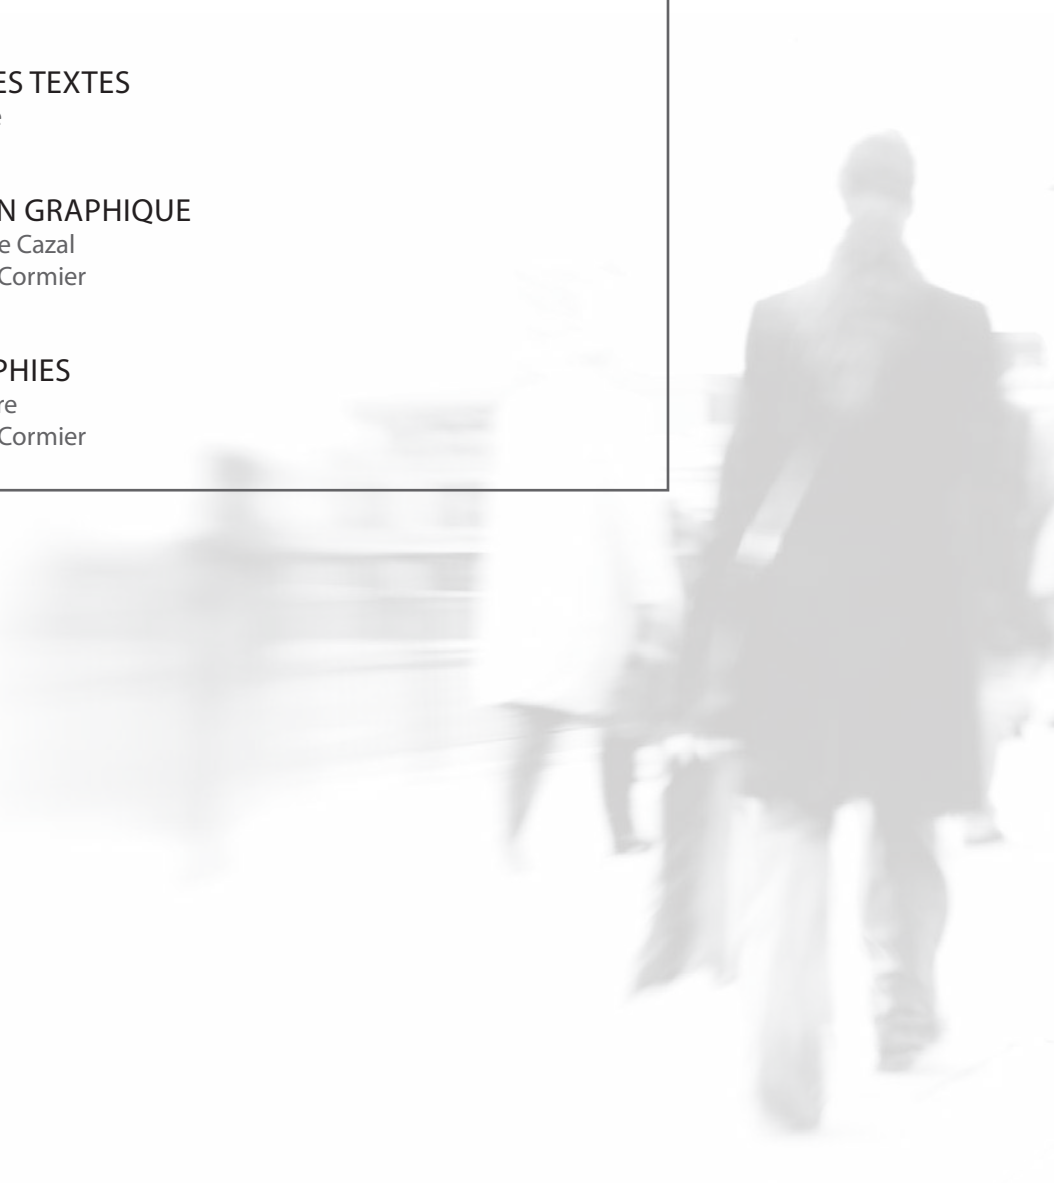 ES TEXTES
e
N GRAPHIQUE
e Cazal
Cormier
PHIES
re
Cormier